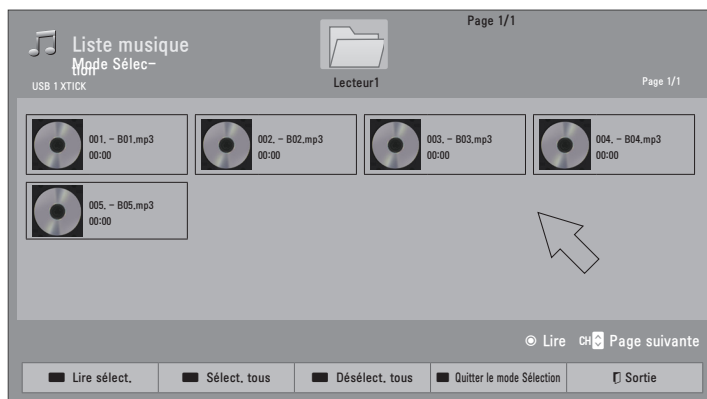 Page 1/1
Liste musique
Mode Sélec-
tion
USB 1 XTICK
Lecteur1
Page 1/1
001. - B01.mp3
00:00
002. - B02.mp3
00:00
003. - B03.mp3
00:00
004. - B04.mp3
00:00
005. - B05.mp3
00:00
Lire CH Page suivante
Lire sélect.
Sélect. tous
Désélect. tous
Quitter le mode Sélection
Sortie